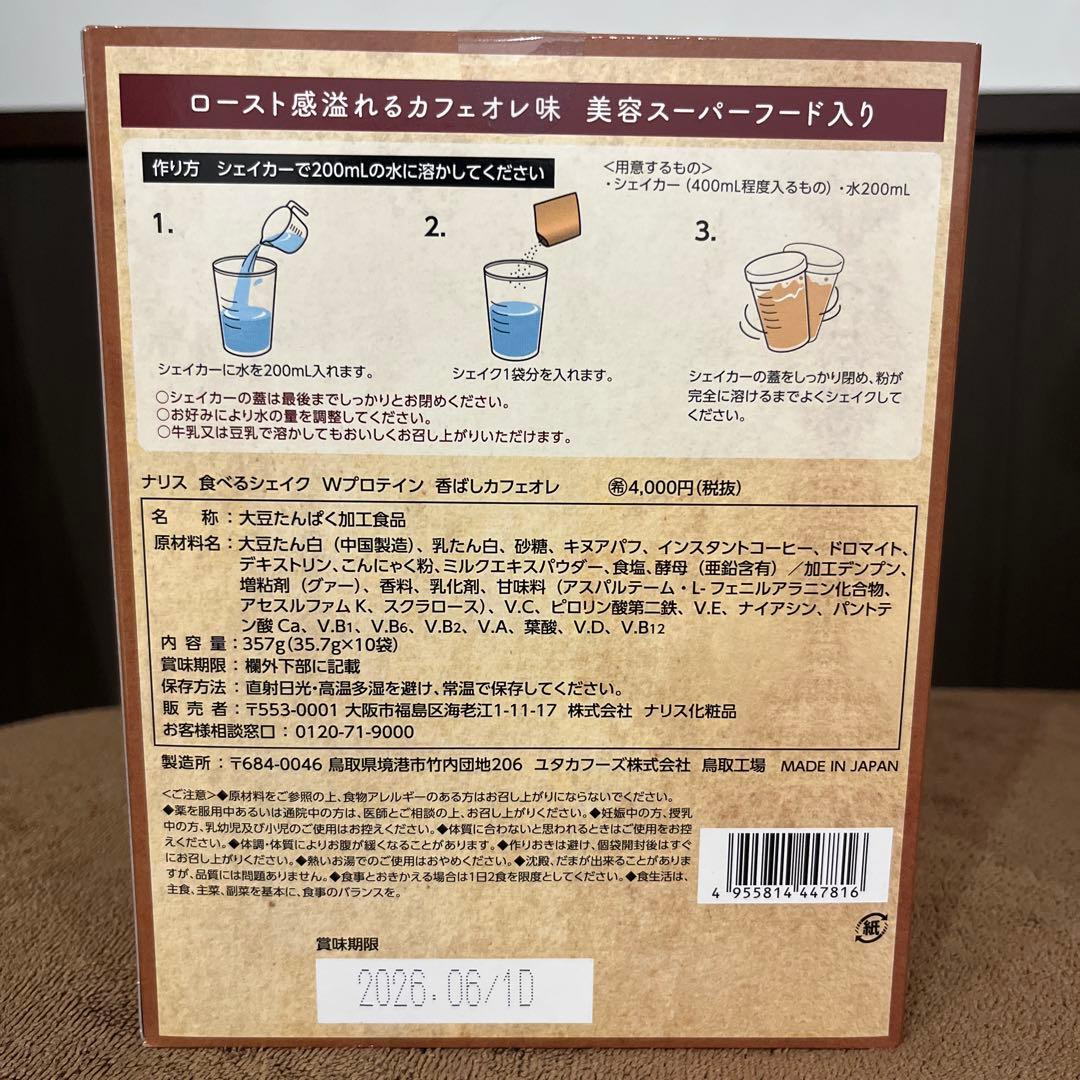 ロースト感溢れるカフェオレ味 美容スーパーフード入り
作り方 シェイカーで200mLの水に溶かしてください
<用意するもの>
・シェイカー（400mL程度入るもの）・水200mL
1.
2.
3.
シェイカーに水を200mL入れます。
シェイク1袋分を入れます。
シェイカーの蓋をしっかり閉め、粉が
完全に溶けるまでよくシェイクして
ください。
○シェイカーの蓋は最後までしっかりとお閉めください。
○お好みにより水の量を調整してください。
○牛乳又は豆乳で溶かしてもおいしくお召し上がりいただけます。
ナリス 食べるシェイク Wプロテイン 香ばしカフェオレ ㊒4,000円(税抜)
名 称：大豆たんぱく加工食品
原材料名：大豆たん白（中国製造）、乳たん白、砂糖、キヌアパフ、インスタントコーヒー、ドロマイト、
デキストリン、こんにゃく粉、ミルクエキスパウダー、食塩、酵母（亜鉛含有）／加工デンプン、
増粘剤（グァー）、香料、乳化剤、甘味料（アスパルテーム・L-フェニルアラニン化合物、
アセスルファムK、スクラロース）、V.C、ピロリン酸第二鉄、V.E、ナイアシン、パントテ
ン酸Ca、V.B1、V.B6、V.B2、V.A、葉酸、V.D、V.B12
内 容 量：357g(35.7g×10袋)
賞味期限：欄外下部に記載
保存方法：直射日光・高温多湿を避け、常温で保存してください。
販 売 者：〒553-0001 大阪市福島区海老江1-11-17 株式会社 ナリス化粧品
お客様相談窓口：0120-71-9000
製造所：〒684-0046 鳥取県境港市竹内団地206 ユタカフーズ株式会社 鳥取工場 MADE IN JAPAN
<ご注意>◆原材料をご参照の上、食物アレルギーのある方はお召し上がりにならないでください。
◆薬を服用中あるいは通院中の方は、医師とご相談の上、お召し上がりください。◆妊娠中の方、授乳
中の方、乳幼児及び小児のご使用はお控えください。◆体質に合わないと思われるときはご使用をお控
えください。◆体調・体質によりお腹が緩くなることがあります。◆作りおきは避け、個袋開封後はすぐ
にお召し上がりください。◆熱いお湯でのご使用はおやめください。◆沈殿、だまが出来ることがありま
すが、品質には問題ありません。◆食事とおきかえる場合は1日2食を限度としてください。◆食生活は、
主食、主菜、副菜を基本に、食事のバランスを。
4 955814 447816
紙
賞味期限
2026.06/1D